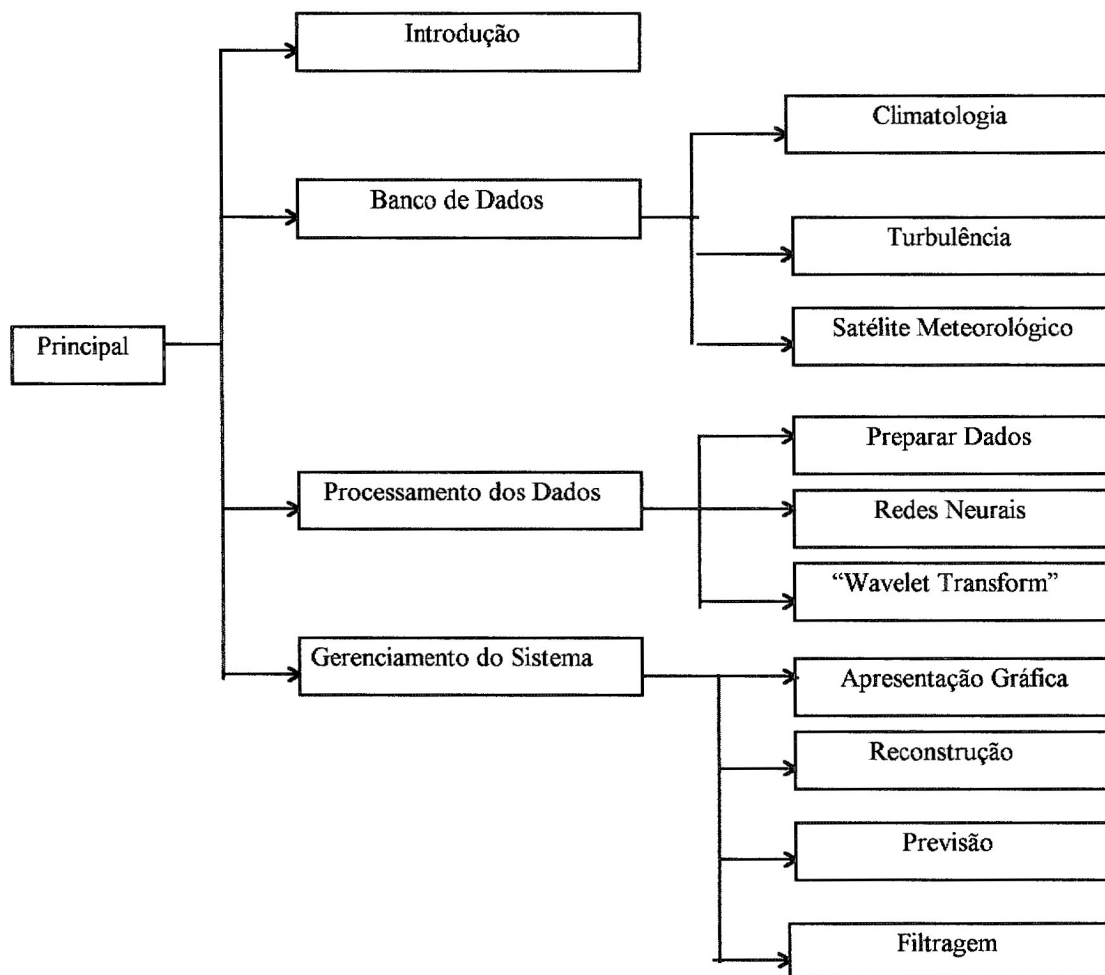 Introdução
Climatologia
Banco de Dados
Turbulência
Satélite Meteorológico
Principal
Preparar Dados
Processamento dos Dados
Redes Neurais
“Wavelet Transform”
Gerenciamento do Sistema
Apresentação Gráfica
Reconstrução
Previsão
Filtragem